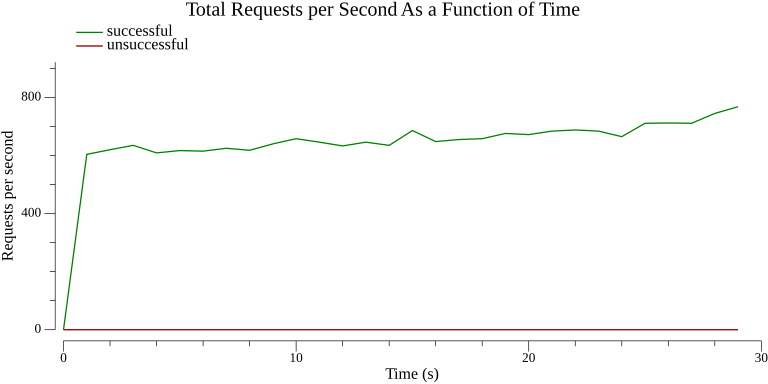 Total Requests per Second As a Function of Time
successful
unsuccessful
800
400
0
Requests per second
0
10
20
30
Time (s)